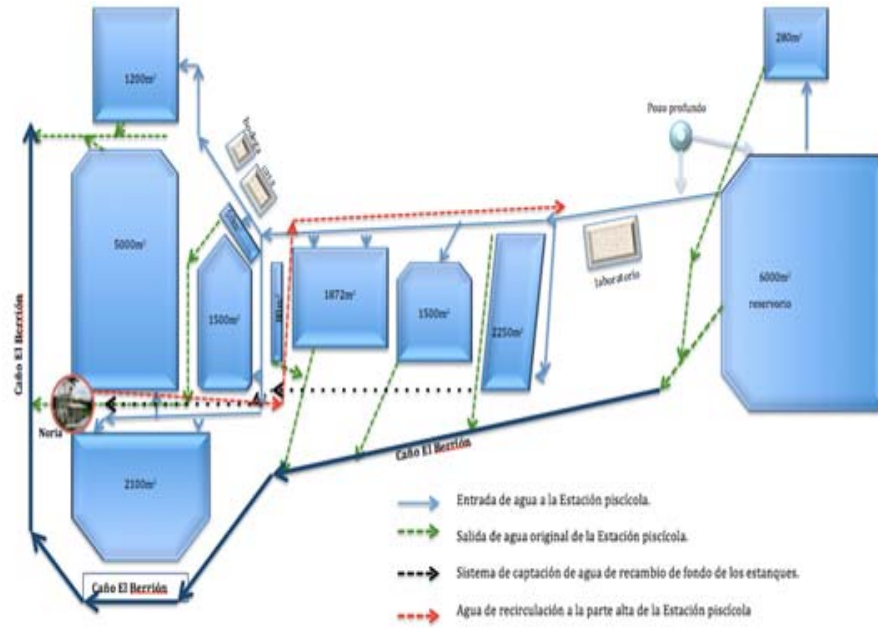 280m²
1200m²
Pozo profundo
5000m²
6000m²
reservorio
laboratorio
1872m²
1500m²
1500m²
2250m²
Caño El Berrión
Noria
Caño El Berrión
2100m²
Caño El Berrión
Entrada de agua a la Estación piscícola.
Salida de agua original de la Estación piscícola.
Sistema de captación de agua de recambio de fondo de los estanques.
Agua de recirculación a la parte alta de la Estación piscícola